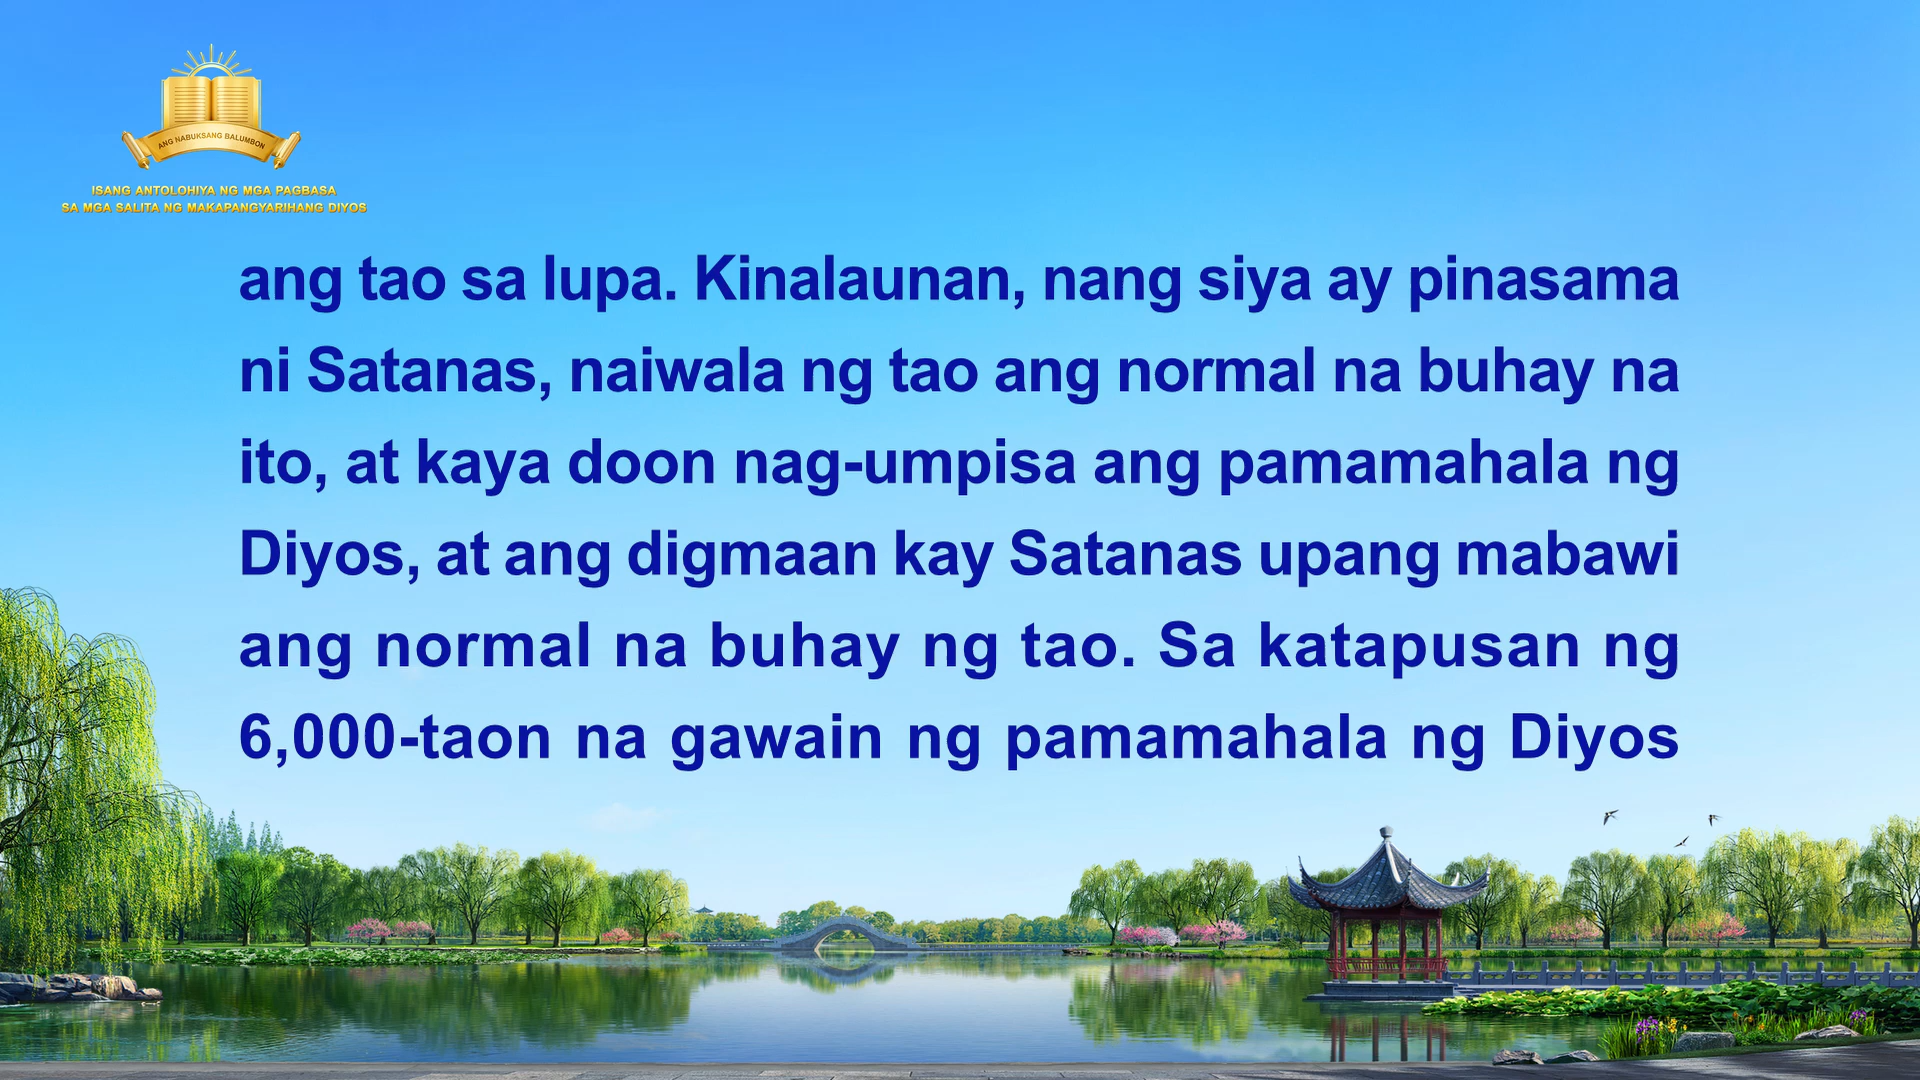 ANG NABUKSANG BALUMBON
ISANG ANTOLOHIYA NG MGA PAGBASA
SA MGA SALITA NG MAKAPANGYARIHANG DIYOS
ang tao sa lupa. Kinalaunan, nang siya ay pinasama
ni Satanas, naiwala ng tao ang normal na buhay na
ito, at kaya doon nag-umpisa ang pamamahala ng
Diyos, at ang digmaan kay Satanas upang mabawi
ang normal na buhay ng tao. Sa katapusan ng
6,000-taon na gawain ng pamamahala ng Diyos